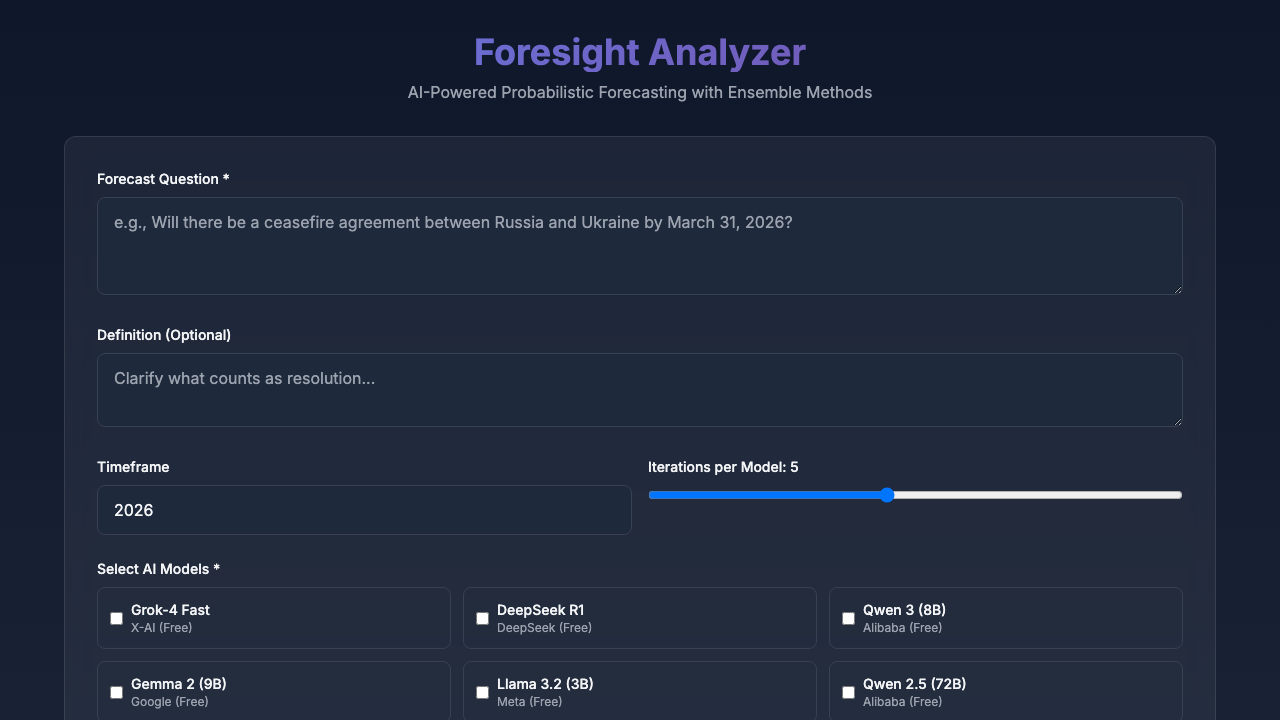 Foresight Analyzer
AI-Powered Probabilistic Forecasting with Ensemble Methods
Forecast Question *
e.g., Will there be a ceasefire agreement between Russia and Ukraine by March 31, 2026?
Definition (Optional)
Clarify what counts as resolution...
Timeframe
Iterations per Model: 5
2026
Select AI Models *
Grok-4 Fast
X-AI (Free)
DeepSeek R1
DeepSeek (Free)
Qwen 3 (8B)
Alibaba (Free)
Gemma 2 (9B)
Google (Free)
Llama 3.2 (3B)
Meta (Free)
Qwen 2.5 (72B)
Alibaba (Free)